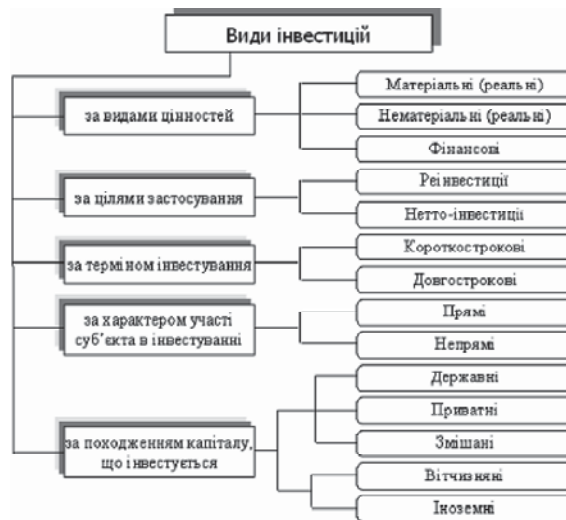 Види інвестицій
за видами цінностей
Матеріальні (реальні)
Нематеріальні (реальні)
Фінансові
за цілями застосування
Реінвестиції
Нетто-інвестиції
за терміном інвестування
Короткострокові
Довгострокові
за характером участі
суб'єкта в інвестуванні
Прямі
Непрямі
за походженням капіталу,
що інвестується
Державні
Приватні
Змішані
Вітчизняні
Іноземні